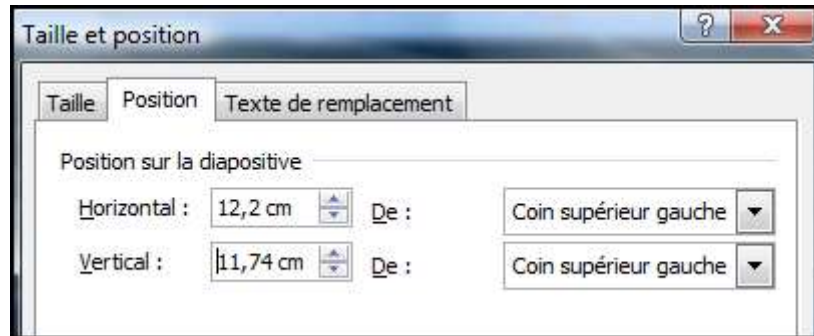 Taille et position
Taille Position Texte de remplacement
Position sur la diapositive
Horizontal : 12,2 cm De : Coin supérieur gauche
Vertical : 11,74 cm De : Coin supérieur gauche